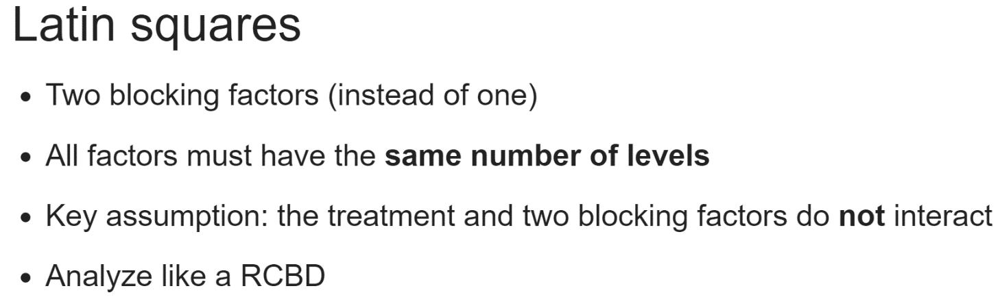 Latin squares
• Two blocking factors (instead of one)
• All factors must have the same number of levels
• Key assumption: the treatment and two blocking factors do not interact
• Analyze like a RCBD